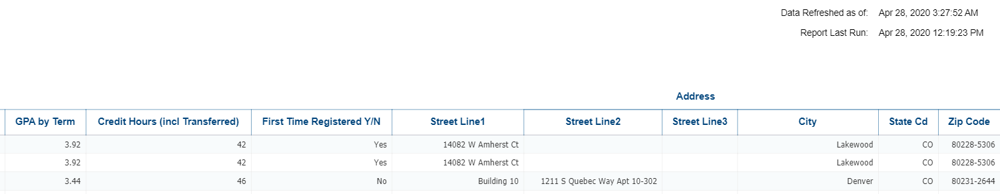 Data Refreshed as of: Apr 28, 2020 3:27:52 AM
Report Last Run: Apr 28, 2020 12:19:23 PM
Address
GPA by Term Credit Hours (incl Transferred) First Time Registered Y/N Street Line1 Street Line2 Street Line3 City State Cd Zip Code
3.92 42 Yes 14082 W Amherst Ct Lakewood CO 80228-5306
3.92 42 Yes 14082 W Amherst Ct Lakewood CO 80228-5306
3.44 46 No Building 10 1211 S Quebec Way Apt 10-302 Denver CO 80231-2644